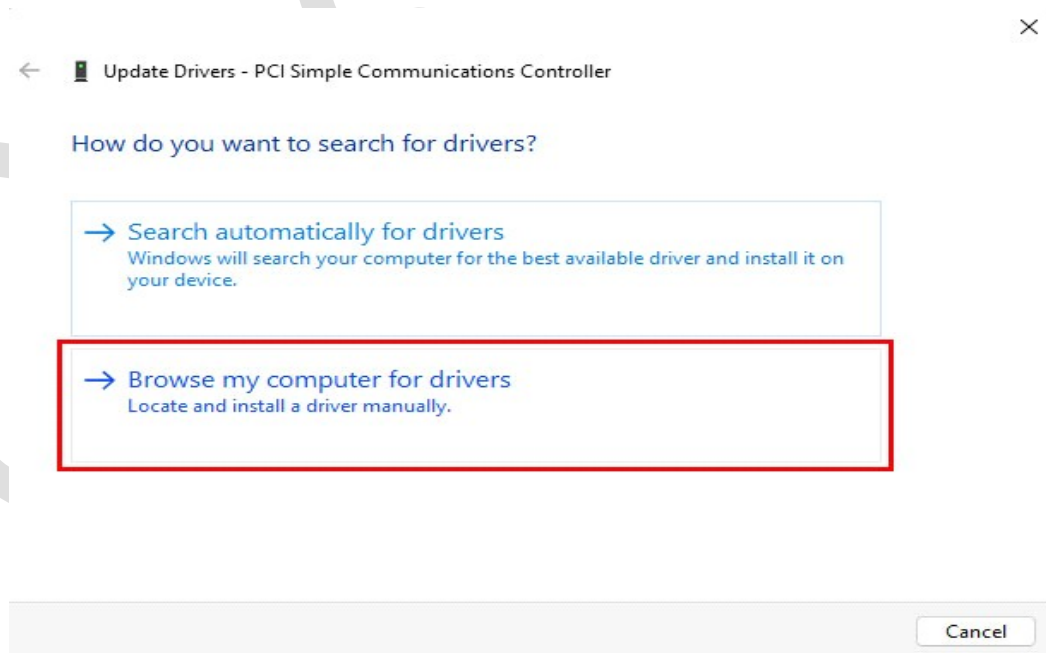 Update Drivers - PCI Simple Communications Controller
How do you want to search for drivers?
Search automatically for drivers
Windows will search your computer for the best available driver and install it on
your device.
Browse my computer for drivers
Locate and install a driver manually.
Cancel